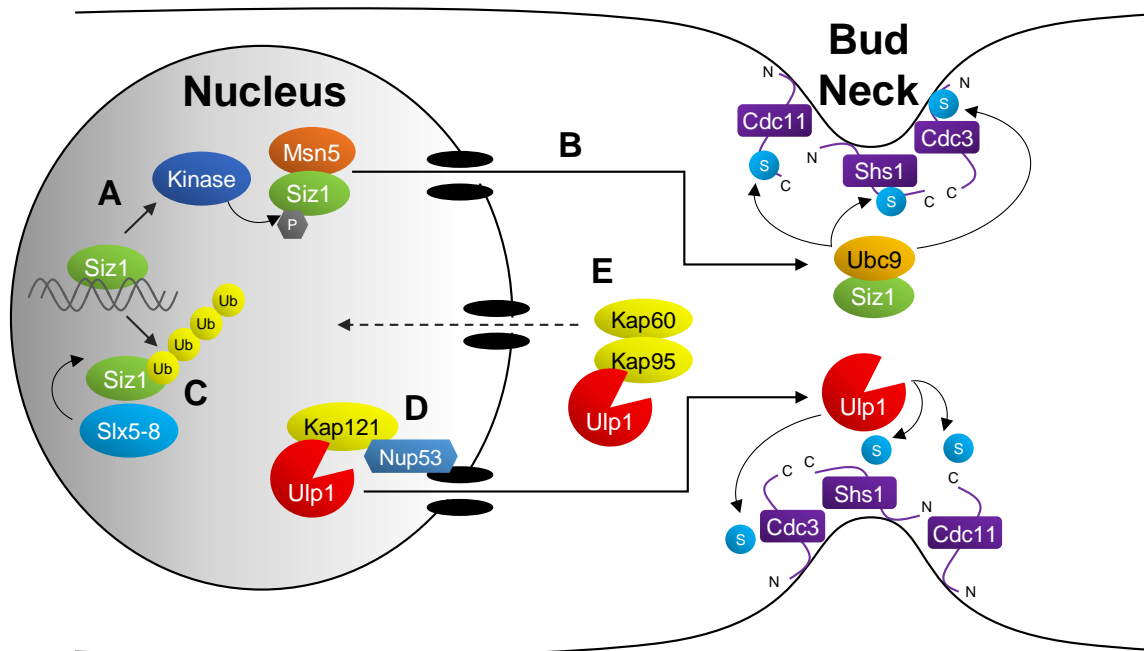 Nucleus
Bud
Neck
A
B
C
D
E
Kinase
Msn5
Siz1
P
Siz1
Ub
Ub
Ub
Ub
Siz1
Slx5-8
Kap121
Nup53
Ulp1
Kap60
Kap95
Ulp1
N
Cdc11
S
C
N
Shs1
S
C
N
S
Cdc3
C
Ubc9
Siz1
Ulp1
S
S
S
C
C
C
Shs1
N
Cdc3
Cdc11
N
N